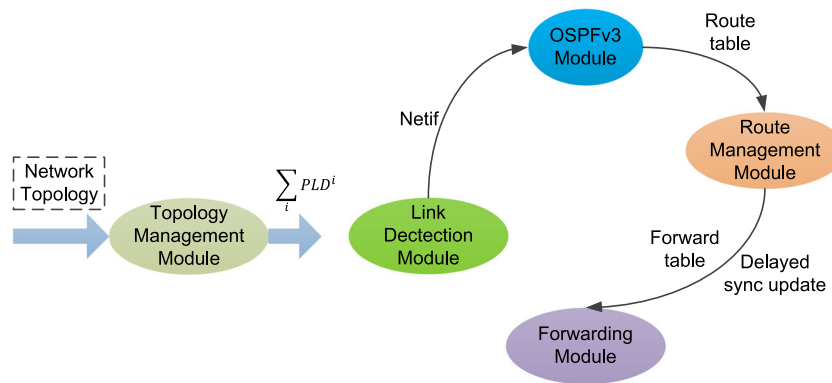 Network
Topology
Topology
Management
Module
∑_i PLD^i
Link
Dectection
Module
Netif
OSPFv3
Module
Route
table
Route
Management
Module
Forward
table
Delayed
sync update
Forwarding
Module